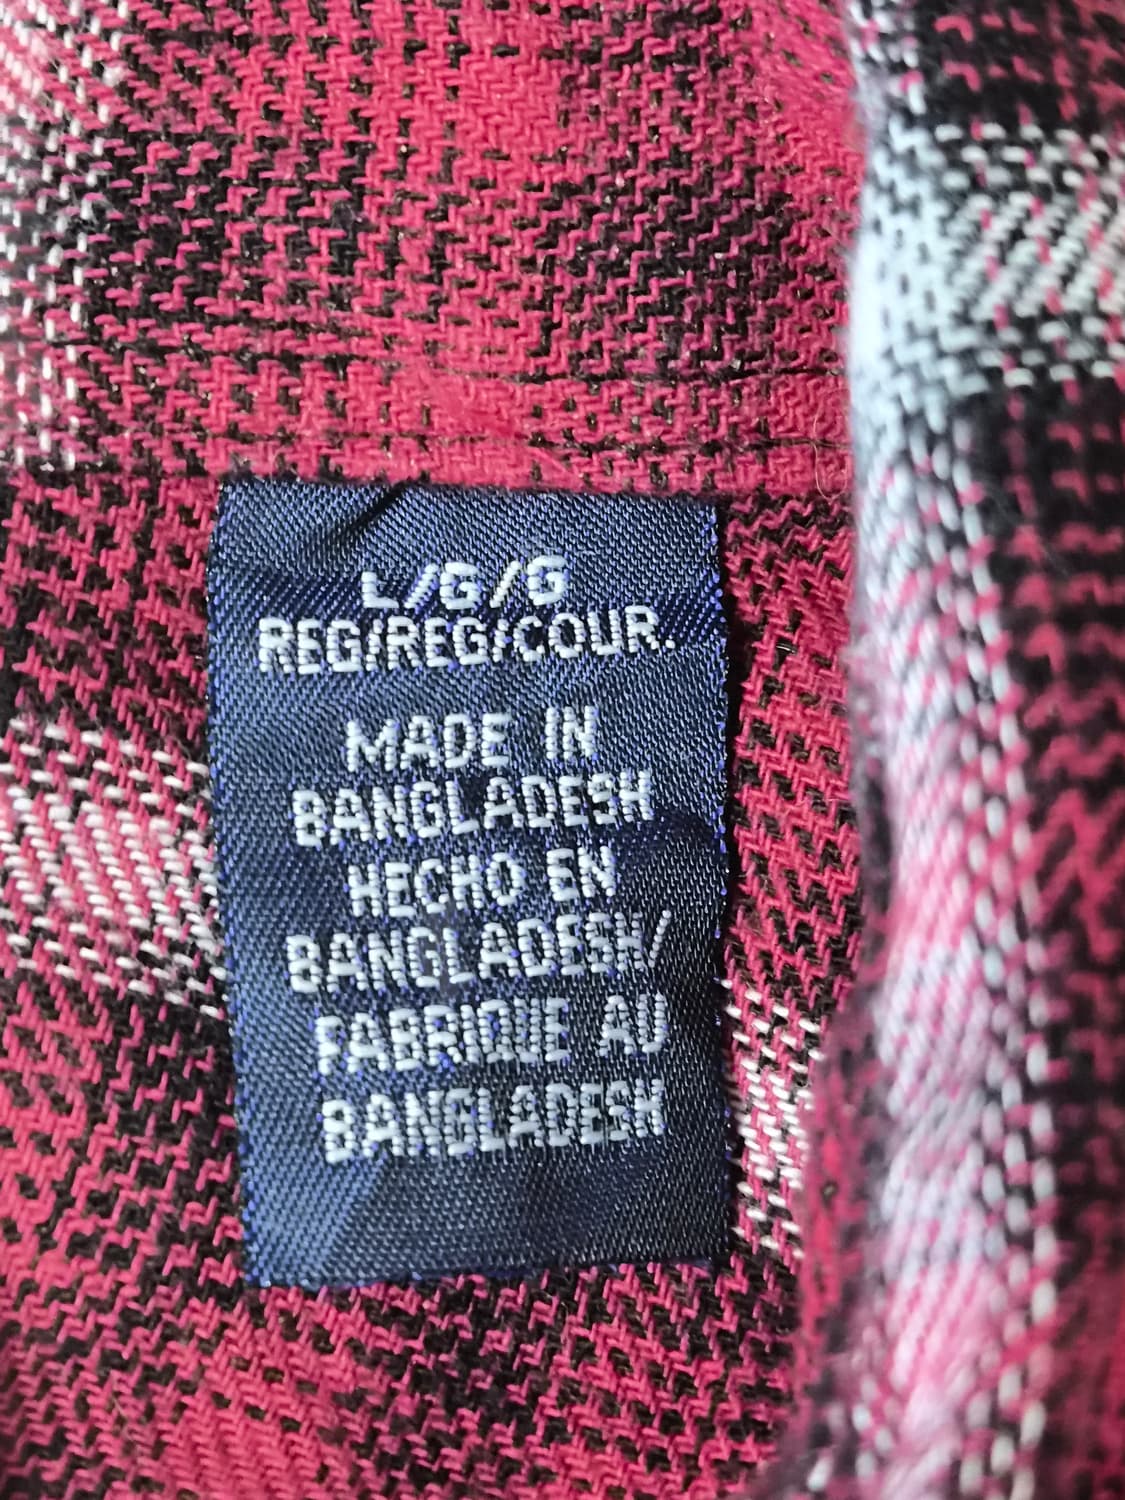 L/G/G
REG/REG/COUR.
MADE IN
BANGLADESH
HECHO EN
BANGLADESH/
FABRIQUE AU
BANGLADESH